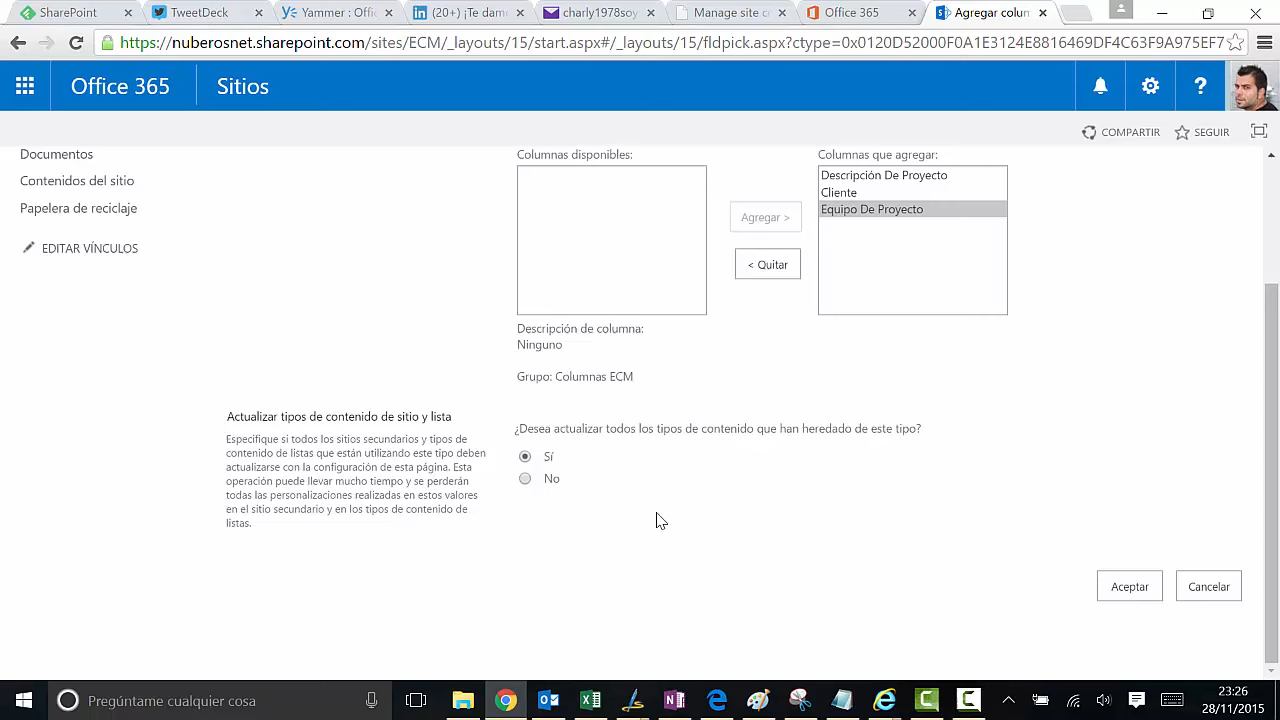 SharePoint
TweetDeck
Yammer : Offi
(20+) ¡Te dam
charly1978soy
Manage site c
Office 365
Agregar colun
https://nuberosnet.sharepoint.com/sites/ECM/_layouts/15/start.aspx#/_layouts/15/fldpick.aspx?ctype=0x0120D52000F0A1E3124E8816469DF4C63F9A975EF7
Office 365
Sitios
COMPARTIR
SEGUIR
Documentos
Contenidos del sitio
Papelera de reciclaje
EDITAR VÍNCULOS
Columnas disponibles:
Columnas que agregar:
Descripción De Proyecto
Cliente
Equipo De Proyecto
Agregar >
< Quitar
Descripción de columna:
Ninguno
Grupo: Columnas ECM
Actualizar tipos de contenido de sitio y lista
Especifique si todos los sitios secundarios y tipos de
contenido de listas que están utilizando este tipo deben
actualizarse con la configuración de esta página. Esta
operación puede llevar mucho tiempo y se perderán
todas las personalizaciones realizadas en estos valores
en el sitio secundario y en los tipos de contenido de
listas.
¿Desea actualizar todos los tipos de contenido que han heredado de este tipo?
Sí
No
Aceptar
Cancelar
Pregúntame cualquier cosa
23:26
28/11/2015